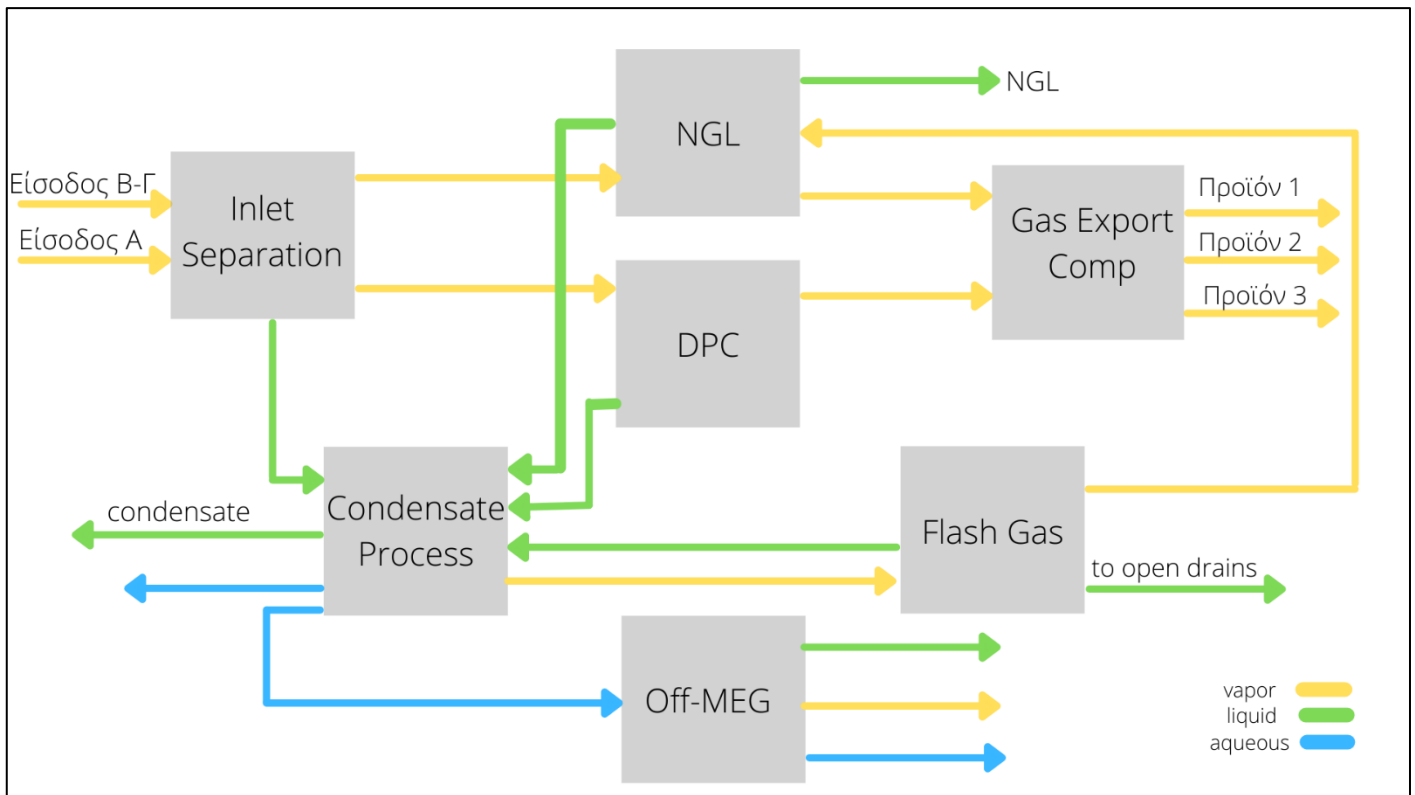 NGL
NGL
Είσοδος Β-Γ
Είσοδος Α
Inlet
Separation
Gas Export
Comp
Προϊόν 1
Προϊόν 2
Προϊόν 3
DPC
condensate
Condensate
Process
Flash Gas
to open drains
Off-MEG
vapor
liquid
aqueous